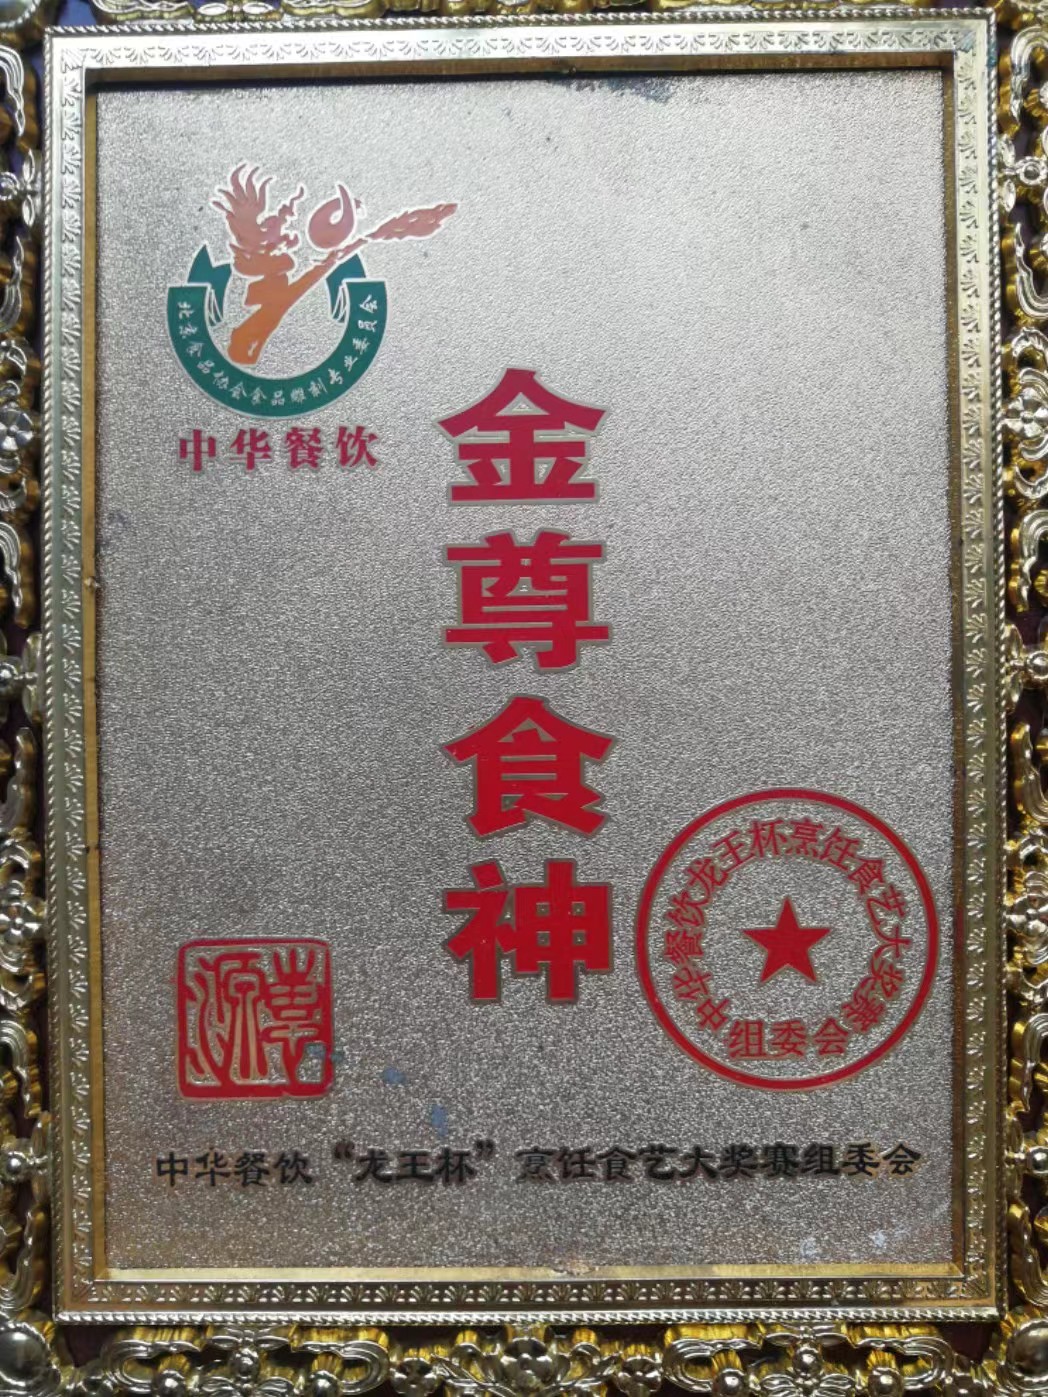 北京食品协会食品雕刻专业委员会
中华餐饮
金尊食神
中华餐饮龙王杯烹饪食艺大奖赛
组委会
中华餐饮“龙王杯”烹饪食艺大奖赛组委会